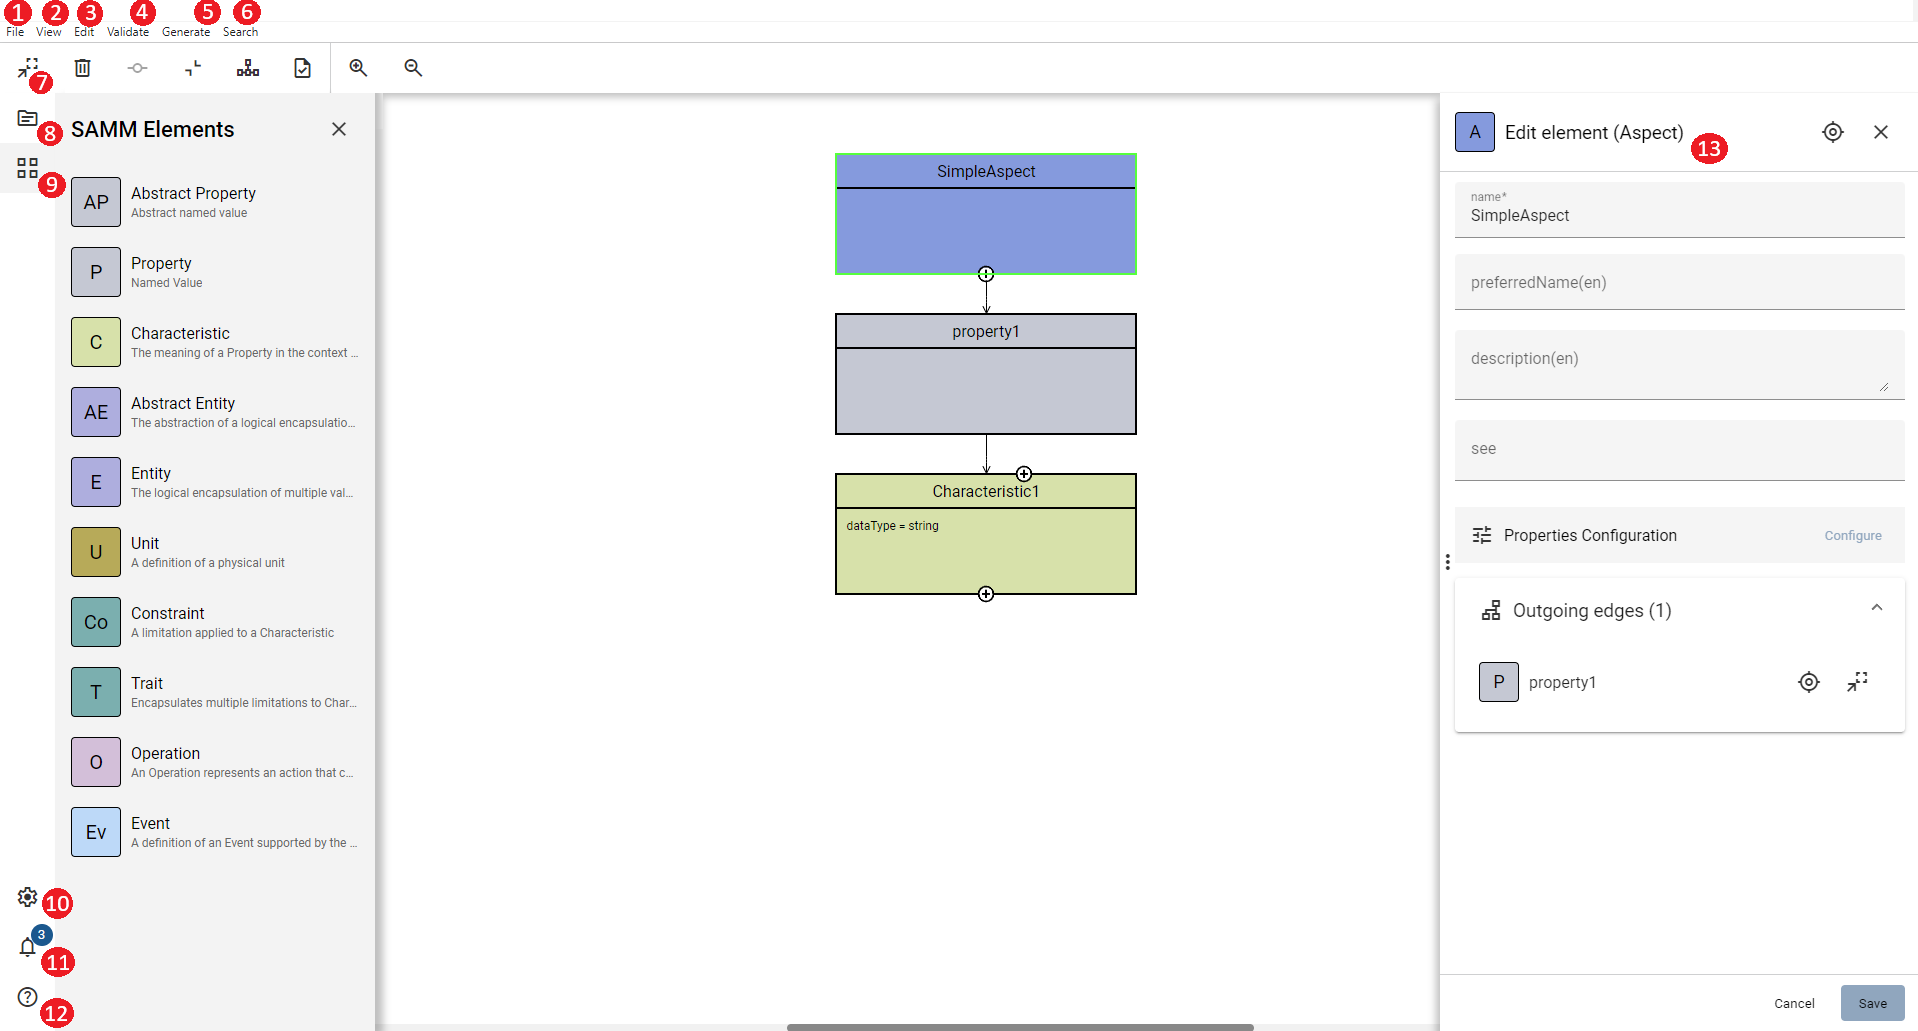 1 2 3 4 5 6
File View Edit Validate Generate Search
7
8
9
SAMM Elements
AP Abstract Property
Abstract named value
P Property
Named Value
C Characteristic
The meaning of a Property in the context ...
AE Abstract Entity
The abstraction of a logical encapsulatio...
E Entity
The logical encapsulation of multiple val...
U Unit
A definition of a physical unit
Co Constraint
A limitation applied to a Characteristic
T Trait
Encapsulates multiple limitations to Char...
O Operation
An Operation represents an action that c...
Ev Event
A definition of an Event supported by the ...
10
3
11
12
SimpleAspect
property1
Characteristic1
dataType = string
A Edit element (Aspect) 13
name*
SimpleAspect
preferredName(en)
description(en)
see
Properties Configuration Configure
Outgoing edges (1)
P property1
Cancel Save